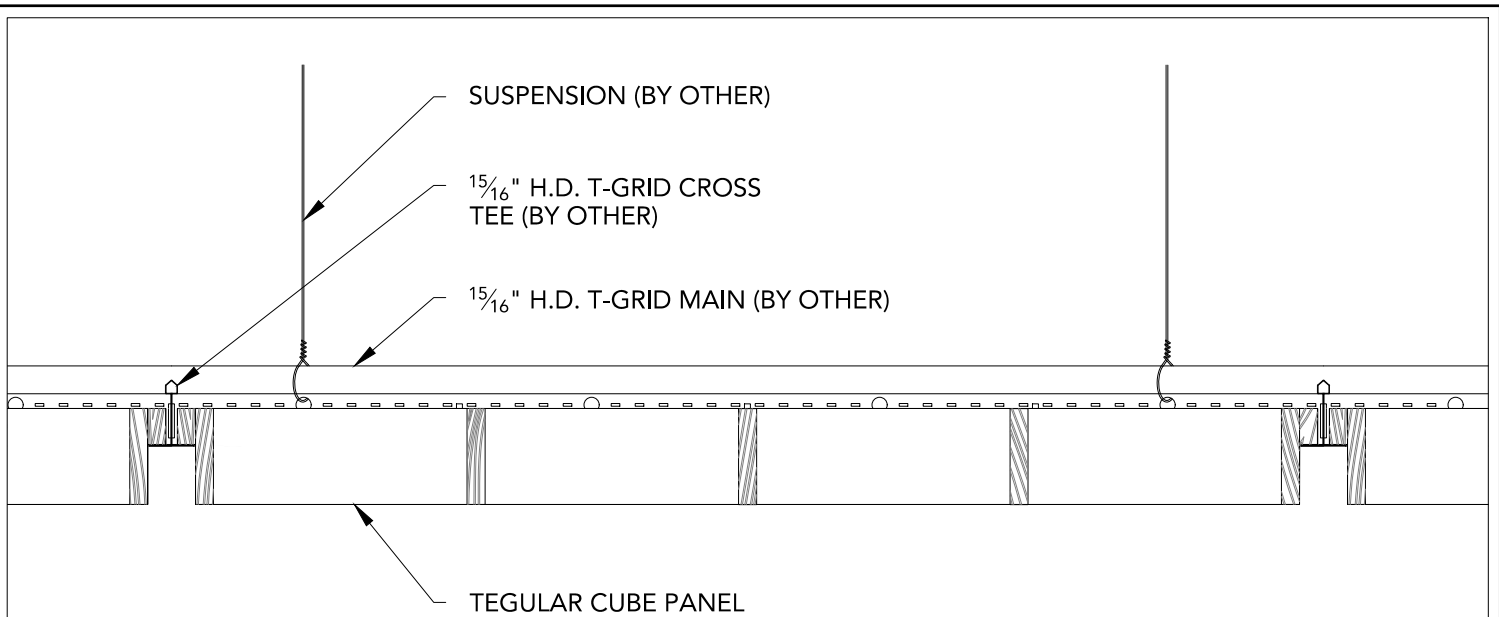 SUSPENSION (BY OTHER)
15/16" H.D. T-GRID CROSS
TEE (BY OTHER)
15/16" H.D. T-GRID MAIN (BY OTHER)
TEGULAR CUBE PANEL